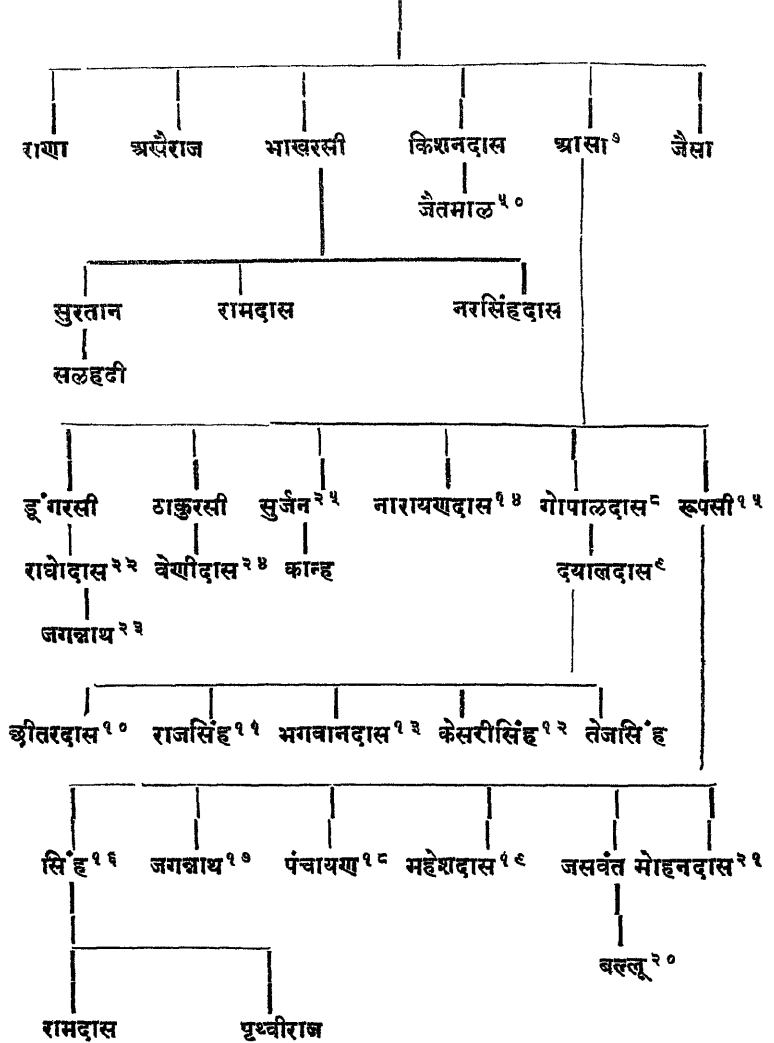 राणा अखैराज भाखरसी किशनदास आसा७ जैसा
जैतमाल५०
सुरतान रामदास नरसिंहदास
सलहदी
डूंगरसी ठाकुरसी सुर्जन२५ नारायणदास१४ गोपालदास८ रूपसी१५
राघोदास२२ वेणीदास२४ कान्ह दयालदास९
जगन्नाथ२३
छीतरदास१० राजसिंह११ भगवानदास१३ केसरीसिंह१२ तेजसिंह
सिंह१६ जगन्नाथ१७ पंचायण१८ महेशदास१९ जसवंत मोहनदास२१
बल्लू२०
रामदास पृथ्वीराज